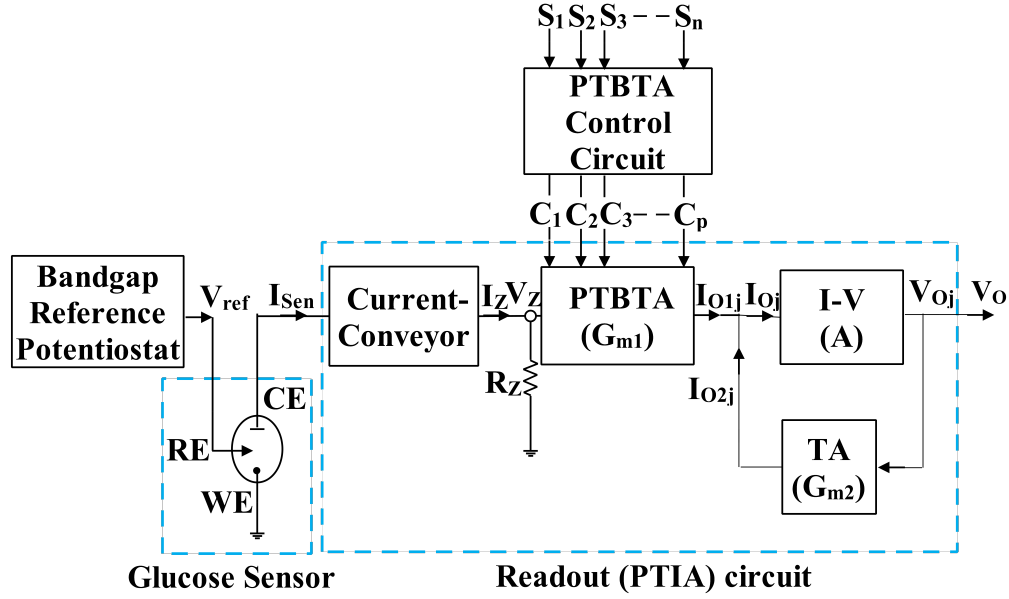 S1 S2 S3 -- Sn
PTBTA
Control
Circuit
C1 C2 C3 -- Cp
Bandgap
Reference
Potentiostat
Vref
ISen
Current-
Conveyor
IZ VZ
PTBTA
(Gm1)
IO1j
IOj
I-V
(A)
VOj
VO
RZ
IO2j
TA
(Gm2)
CE
RE
WE
Glucose Sensor
Readout (PTIA) circuit